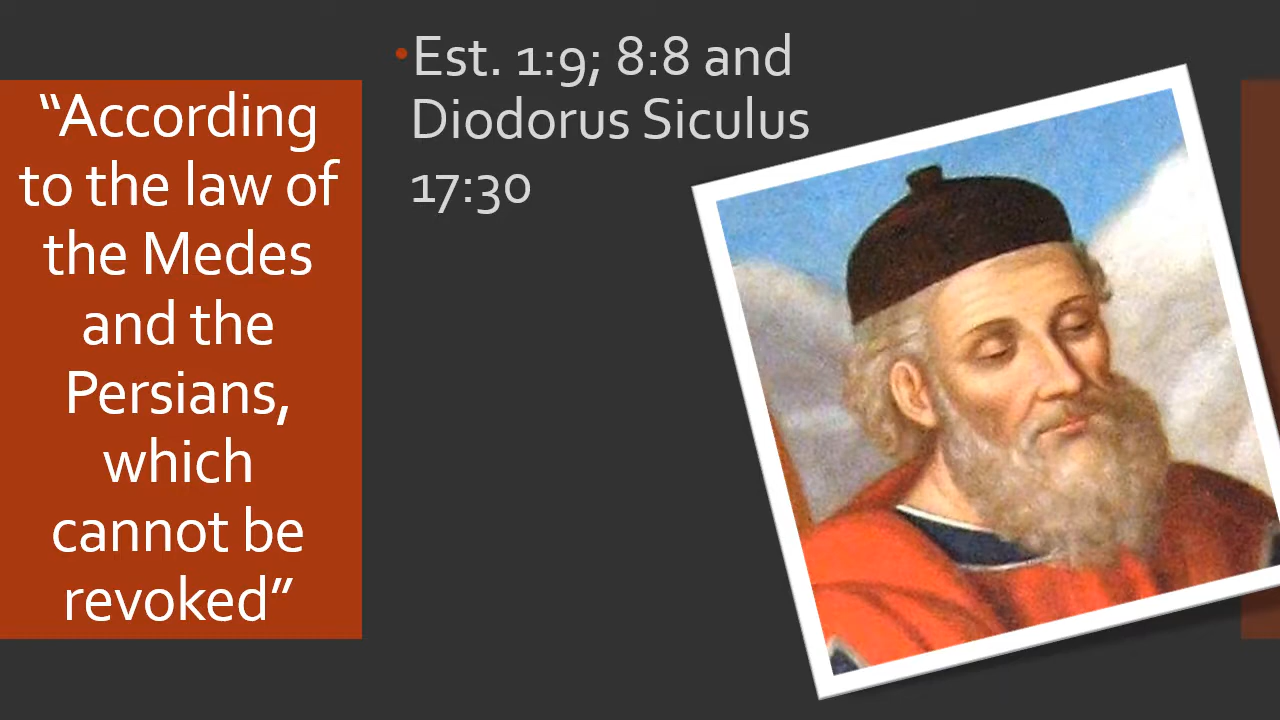 “According
to the law of
the Medes
and the
Persians,
which
cannot be
revoked”
•Est. 1:9; 8:8 and
Diodorus Siculus
17:30